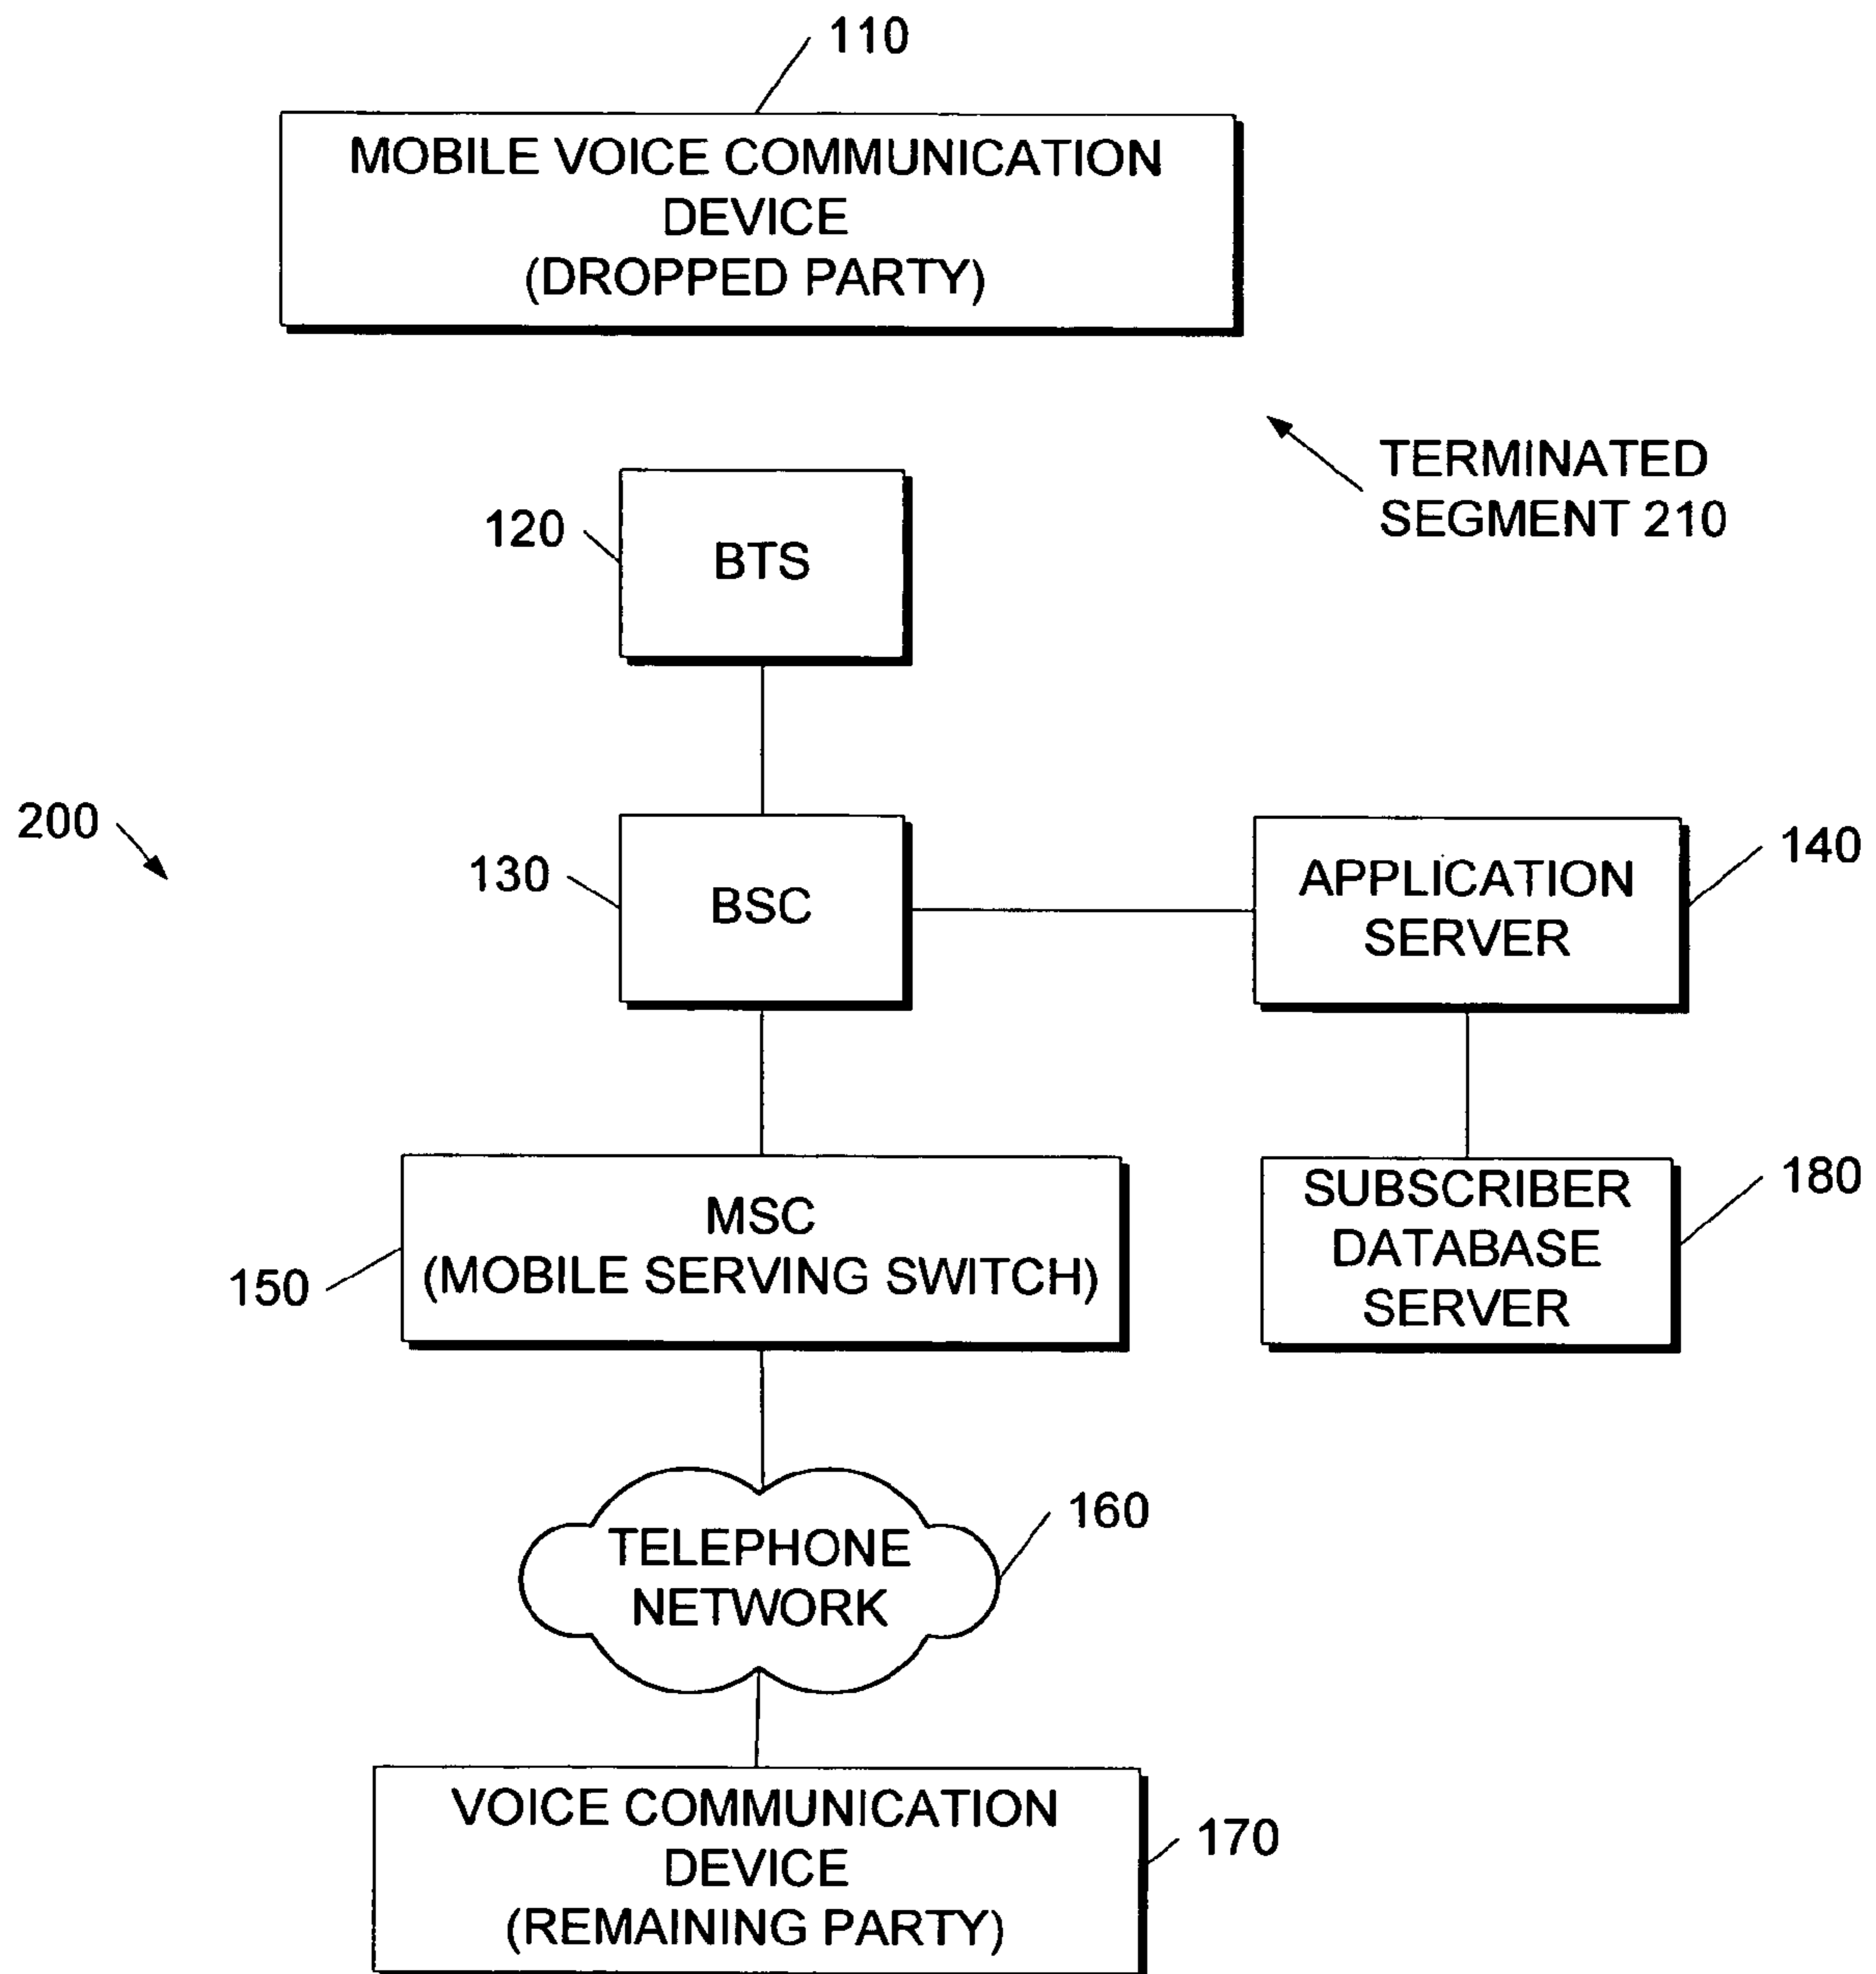 110
MOBILE VOICE COMMUNICATION
DEVICE
(DROPPED PARTY)
TERMINATED
SEGMENT 210
120
BTS
200
130
BSC
APPLICATION
SERVER
140
150
MSC
(MOBILE SERVING SWITCH)
SUBSCRIBER
DATABASE
SERVER
180
TELEPHONE
NETWORK
160
VOICE COMMUNICATION
DEVICE
(REMAINING PARTY)
170